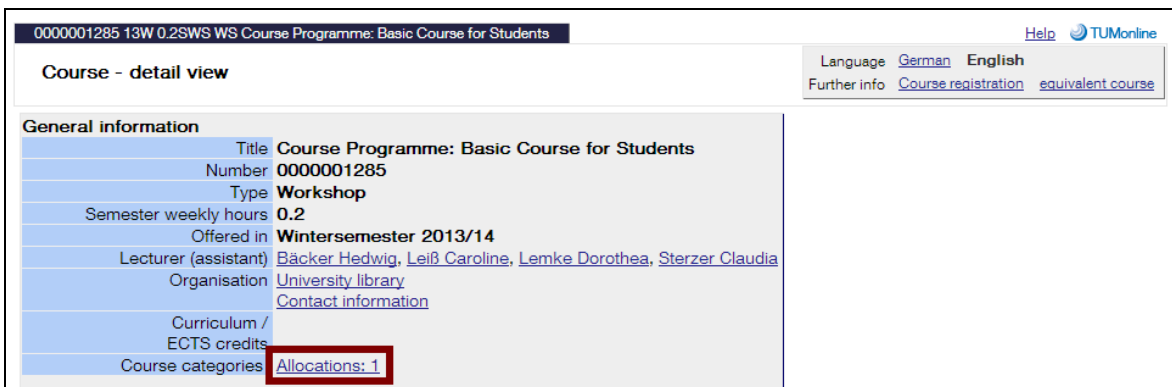 0000001285 13W 0.2SWS WS Course Programme: Basic Course for Students
Help TUMonline
Course - detail view
Language German English
Further info Course registration equivalent course
General information
Title Course Programme: Basic Course for Students
Number 0000001285
Type Workshop
Semester weekly hours 0.2
Offered in Wintersemester 2013/14
Lecturer (assistant) Bäcker Hedwig, Leiß Caroline, Lemke Dorothea, Sterzer Claudia
Organisation University library
Contact information
Curriculum /
ECTS credits
Course categories Allocations: 1